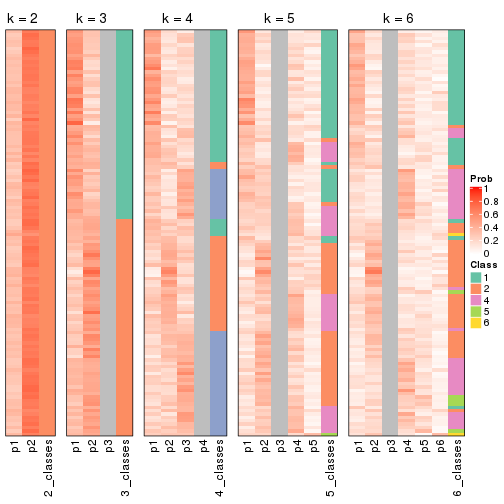 k = 2
k = 3
k = 4
k = 5
k = 6
p1
p2
2_classes
p1
p2
p3
3_classes
p1
p2
p3
p4
4_classes
p1
p2
p3
p4
p5
5_classes
p1
p2
p3
p4
p5
p6
6_classes
Prob
1
0.8
0.6
0.4
0.2
0
Class
1
2
4
5
6